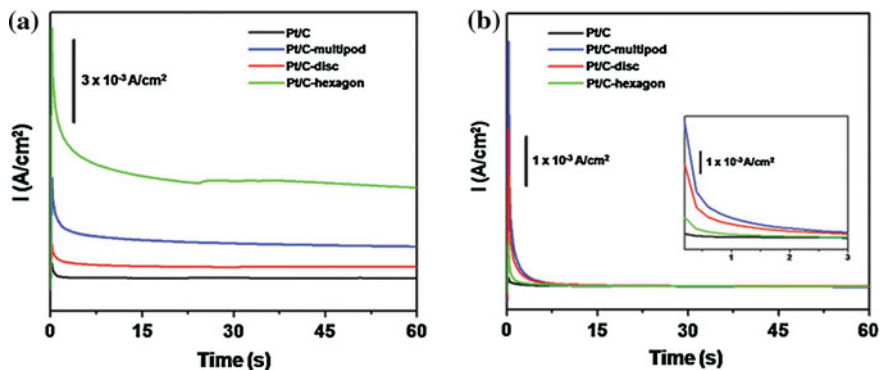 (a)
Pt/C
Pt/C-multipod
Pt/C-disc
Pt/C-hexagon
3 x 10⁻³ A/cm²
I (A/cm²)
0 15 30 45 60
Time (s)
(b)
Pt/C
Pt/C-multipod
Pt/C-disc
Pt/C-hexagon
1 x 10⁻³ A/cm²
1 x 10⁻³ A/cm²
1 2 3
I (A/cm²)
0 15 30 45 60
Time (s)